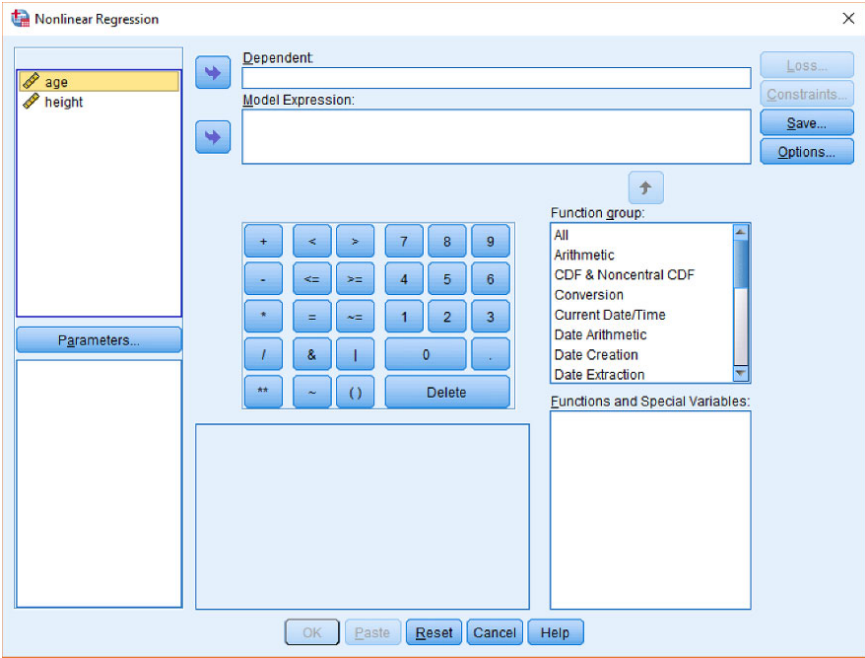 Nonlinear Regression
age
height
Dependent:
Model Expression:
Loss...
Constraints...
Save...
Options...
Parameters...
+ < > 7 8 9
- <= >= 4 5 6
* = ~= 1 2 3
/ & | 0 .
** ~ () Delete
Function group:
All
Arithmetic
CDF & Noncentral CDF
Conversion
Current Date/Time
Date Arithmetic
Date Creation
Date Extraction
Functions and Special Variables:
OK Paste Reset Cancel Help